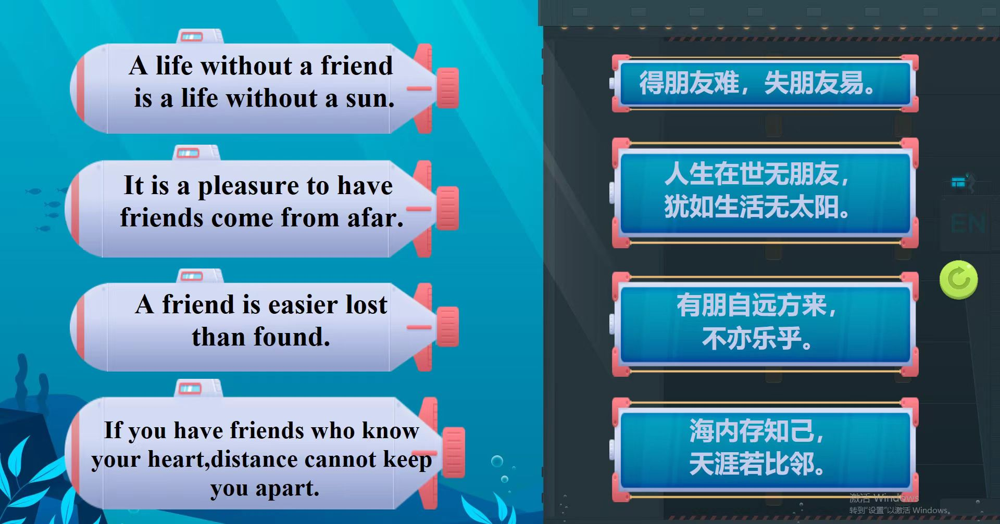 A life without a friend
is a life without a sun.
It is a pleasure to have
friends come from afar.
A friend is easier lost
than found.
If you have friends who know
your heart,distance cannot keep
you apart.
得朋友难，失朋友易。
人生在世无朋友，
犹如生活无太阳。
有朋自远方来，
不亦乐乎。
海内存知己，
天涯若比邻。
EN
激活 Windows
转到“设置”以激活 Windows。